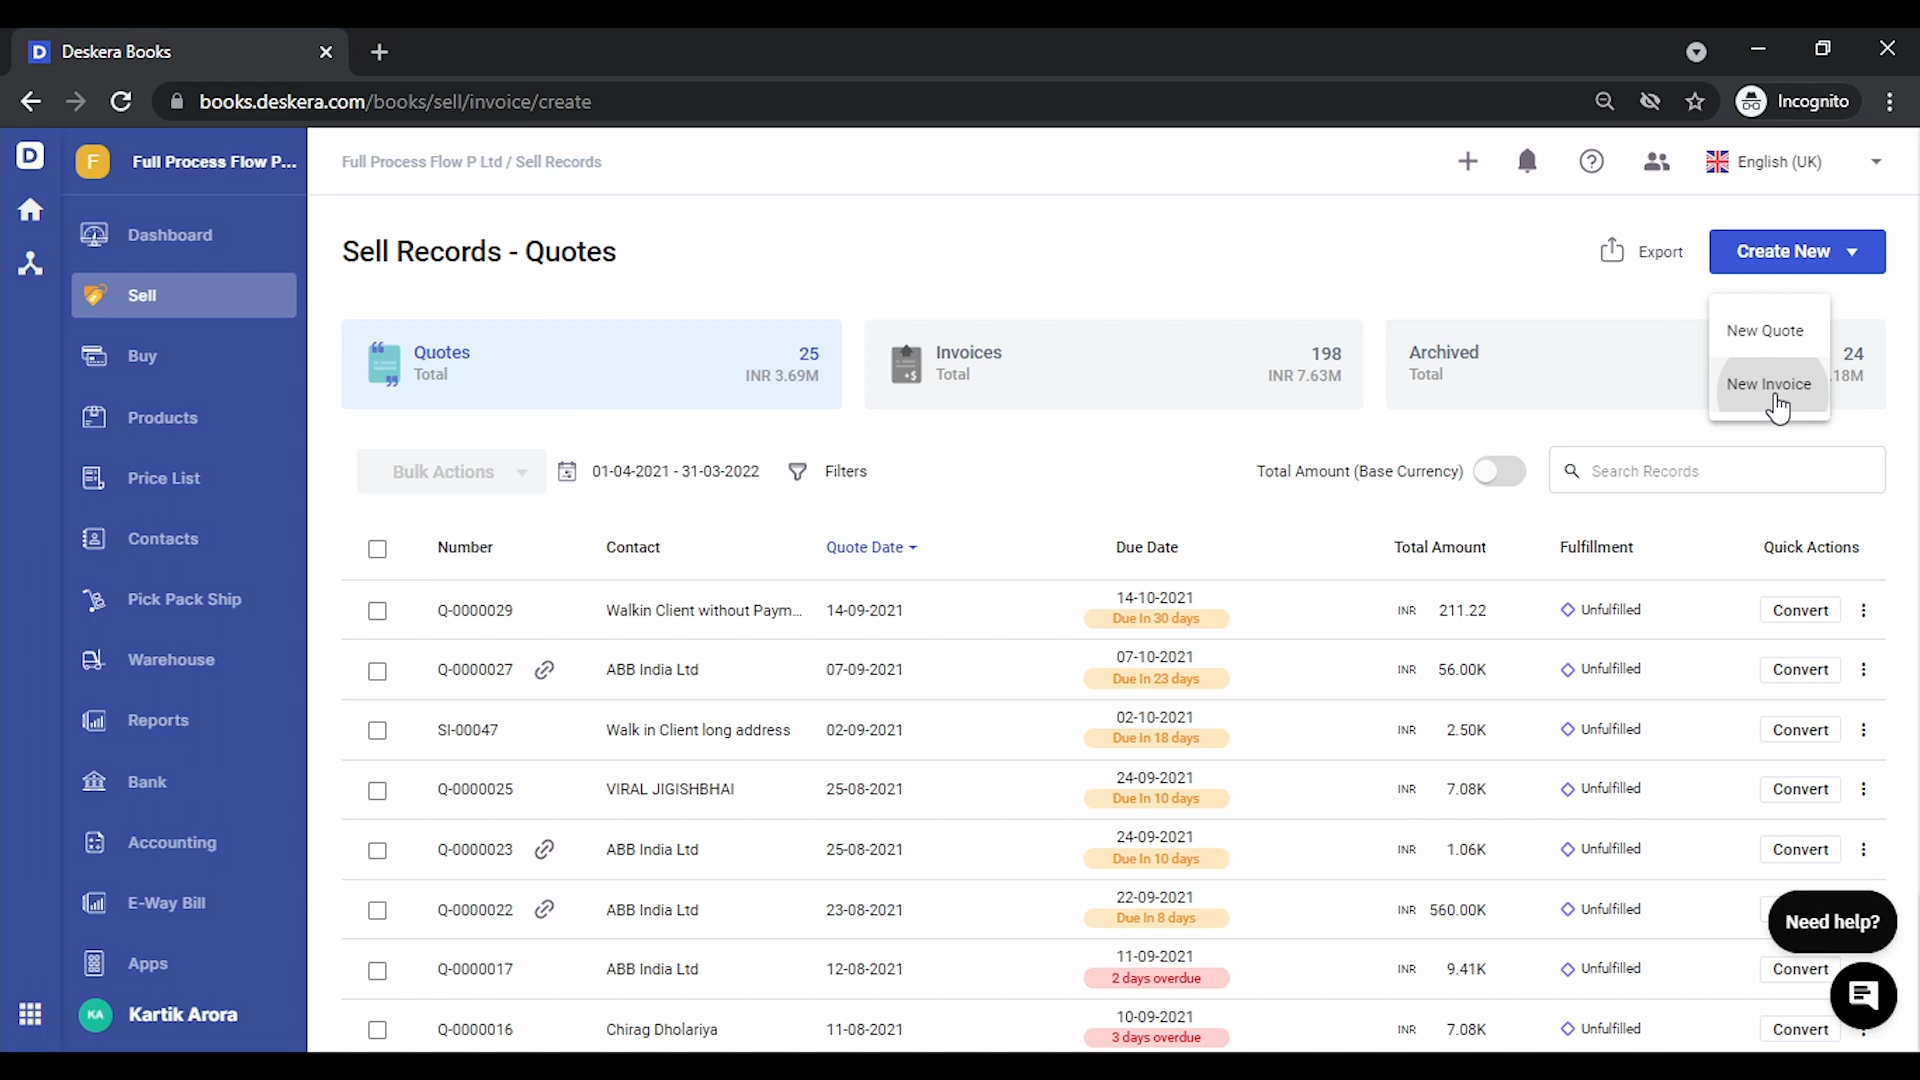 Deskera Books
books.deskera.com/books/sell/invoice/create
Incognito
D
F
Full Process Flow P...
Full Process Flow P Ltd / Sell Records
English (UK)
Dashboard
Sell
Buy
Products
Price List
Contacts
Pick Pack Ship
Warehouse
Reports
Bank
Accounting
E-Way Bill
Apps
KA
Kartik Arora
Sell Records - Quotes
Export
Create New
New Quote
New Invoice
Quotes 25
Total INR 3.69M
Invoices 198
Total INR 7.63M
Archived 24
Total .18M
Bulk Actions
01-04-2021 - 31-03-2022
Filters
Total Amount (Base Currency)
Search Records
Number Contact Quote Date Due Date Total Amount Fulfillment Quick Actions
Q-0000029 Walkin Client without Paym... 14-09-2021 14-10-2021 INR 211.22 Unfulfilled Convert
Due In 30 days
Q-0000027 ABB India Ltd 07-09-2021 07-10-2021 INR 56.00K Unfulfilled Convert
Due In 23 days
SI-00047 Walk in Client long address 02-09-2021 02-10-2021 INR 2.50K Unfulfilled Convert
Due In 18 days
Q-0000025 VIRAL JIGISHBHAI 25-08-2021 24-09-2021 INR 7.08K Unfulfilled Convert
Due In 10 days
Q-0000023 ABB India Ltd 25-08-2021 24-09-2021 INR 1.06K Unfulfilled Convert
Due In 10 days
Q-0000022 ABB India Ltd 23-08-2021 22-09-2021 INR 560.00K Unfulfilled
Due In 8 days
Q-0000017 ABB India Ltd 12-08-2021 11-09-2021 INR 9.41K Unfulfilled Convert
2 days overdue
Q-0000016 Chirag Dholariya 11-08-2021 10-09-2021 INR 7.08K Unfulfilled Convert
3 days overdue
Need help?